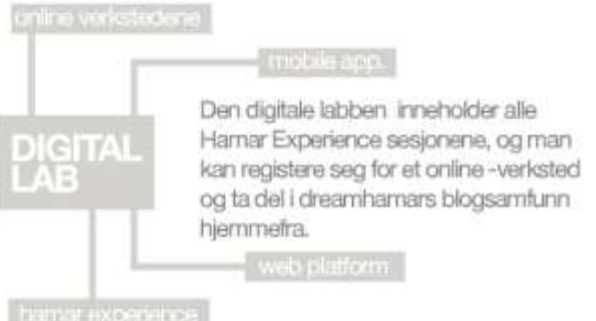 online verkstedene
mobile app.
Den digitale labben inneholder alle
Hamar Experience sesjonene, og man
kan registere seg for et online -verksted
og ta del i dreamhamars blogsamfunn
hjemmefra.
DIGITAL
LAB
web platform
hamar experience